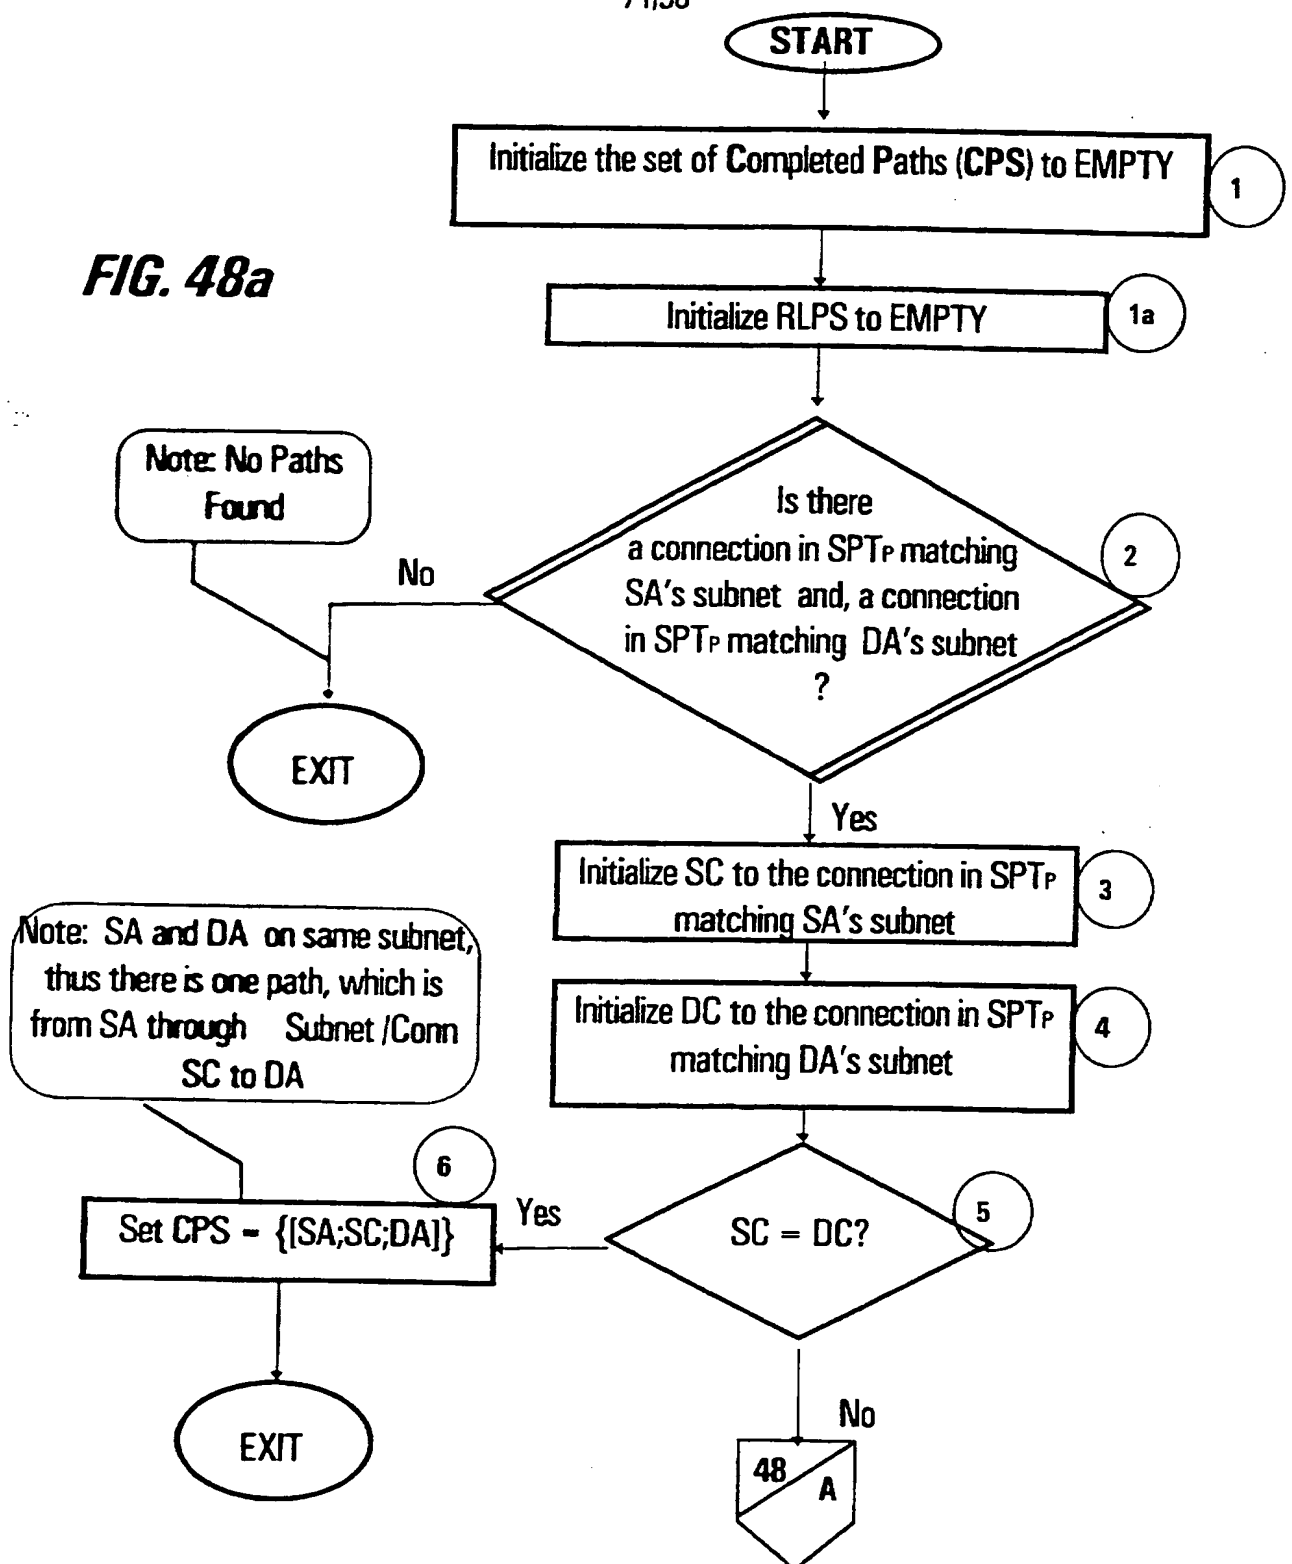 START
Initialize the set of Completed Paths (CPS) to EMPTY
1
FIG. 48a
Initialize RLPS to EMPTY
1a
Note: No Paths
Found
No
Is there
a connection in SPTP matching
SA's subnet and, a connection
in SPTP matching DA's subnet
?
2
EXIT
Yes
Initialize SC to the connection in SPTP
matching SA's subnet
3
Note: SA and DA on same subnet,
thus there is one path, which is
from SA through Subnet /Conn
SC to DA
Initialize DC to the connection in SPTP
matching DA's subnet
4
6
Set CPS = {[SA;SC;DA]}
Yes
SC = DC?
5
EXIT
No
48
A